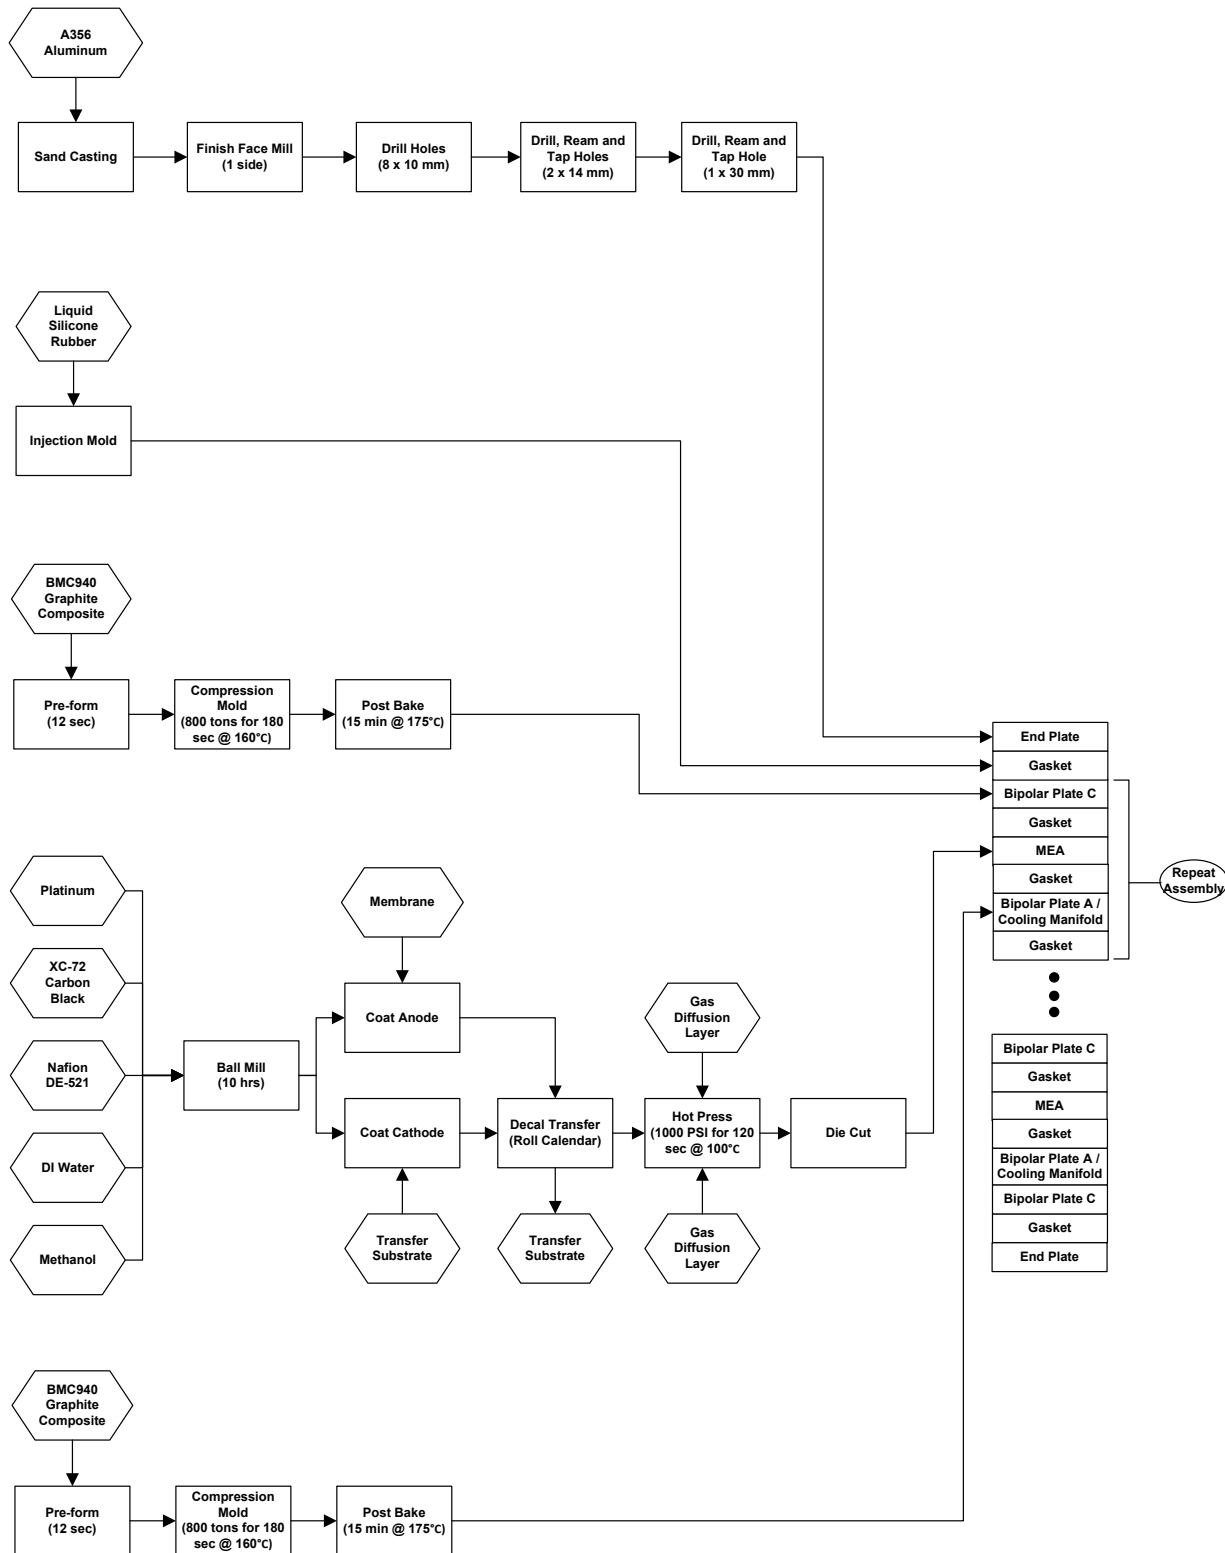 A356
Aluminum
Sand Casting
Finish Face Mill
(1 side)
Drill Holes
(8 x 10 mm)
Drill, Ream and
Tap Holes
(2 x 14 mm)
Drill, Ream and
Tap Hole
(1 x 30 mm)
Liquid
Silicone
Rubber
Injection Mold
BMC940
Graphite
Composite
Pre-form
(12 sec)
Compression
Mold
(800 tons for 180
sec @ 160°C)
Post Bake
(15 min @ 175°C)
End Plate
Gasket
Bipolar Plate C
Gasket
MEA
Gasket
Bipolar Plate A /
Cooling Manifold
Gasket
Repeat
Assembly
Platinum
XC-72
Carbon
Black
Nafion
DE-521
DI Water
Methanol
Ball Mill
(10 hrs)
Membrane
Coat Anode
Coat Cathode
Transfer
Substrate
Decal Transfer
(Roll Calendar)
Transfer
Substrate
Gas
Diffusion
Layer
Hot Press
(1000 PSI for 120
sec @ 100°C
Gas
Diffusion
Layer
Die Cut
Bipolar Plate C
Gasket
MEA
Gasket
Bipolar Plate A /
Cooling Manifold
Bipolar Plate C
Gasket
End Plate
BMC940
Graphite
Composite
Pre-form
(12 sec)
Compression
Mold
(800 tons for 180
sec @ 160°C)
Post Bake
(15 min @ 175°C)